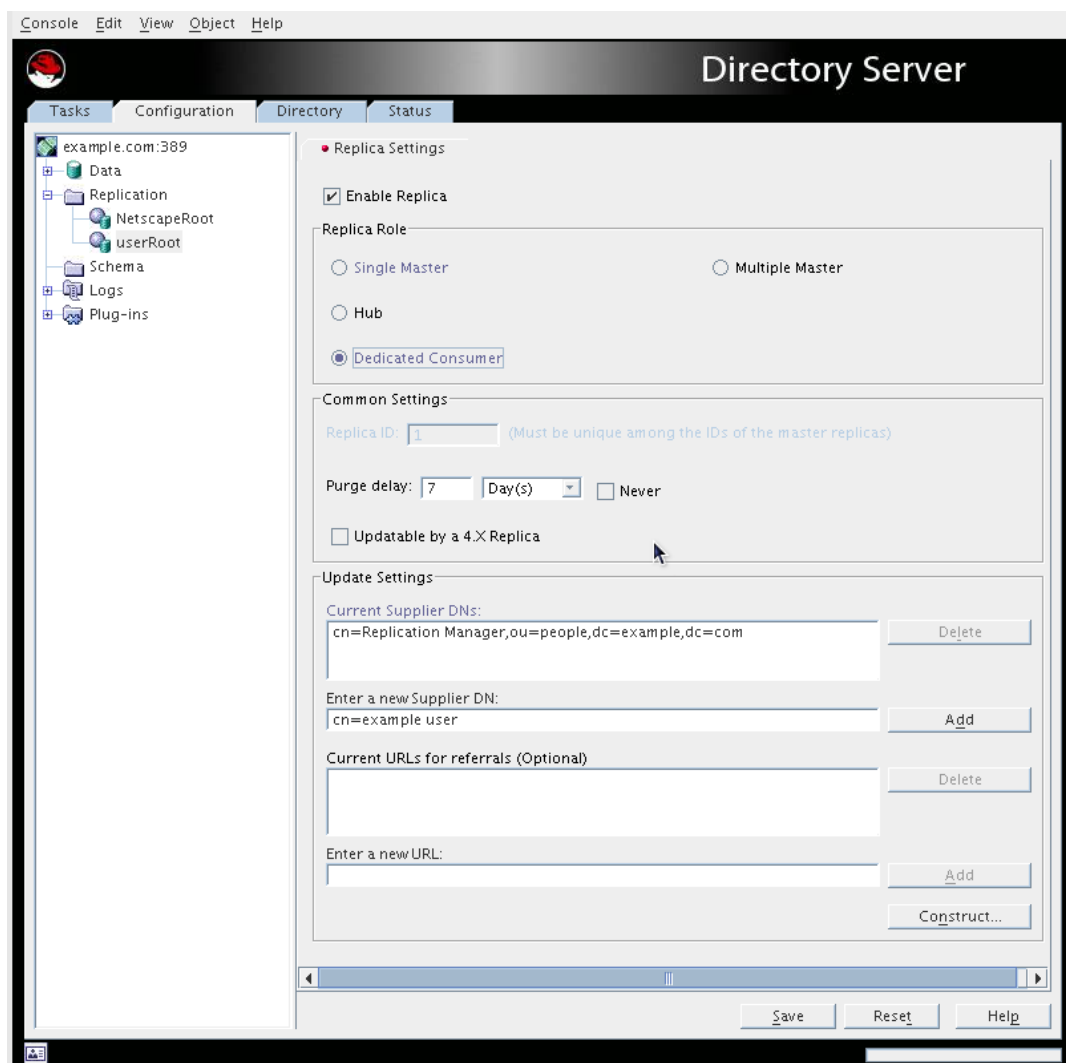 Console Edit View Object Help
Directory Server
Tasks Configuration Directory Status
example.com:389
Data
Replication
NetscapeRoot
userRoot
Schema
Logs
Plug-ins
Replica Settings
Enable Replica
Replica Role
Single Master Multiple Master
Hub
Dedicated Consumer
Common Settings
Replica ID: 1 (Must be unique among the IDs of the master replicas)
Purge delay: 7 Day(s) Never
Updatable by a 4.X Replica
Update Settings
Current Supplier DNs:
cn=Replication Manager,ou=people,dc=example,dc=com
Delete
Enter a new Supplier DN:
cn=example user
Add
Current URLs for referrals (Optional)
Delete
Enter a new URL:
Add
Construct...
Save Reset Help